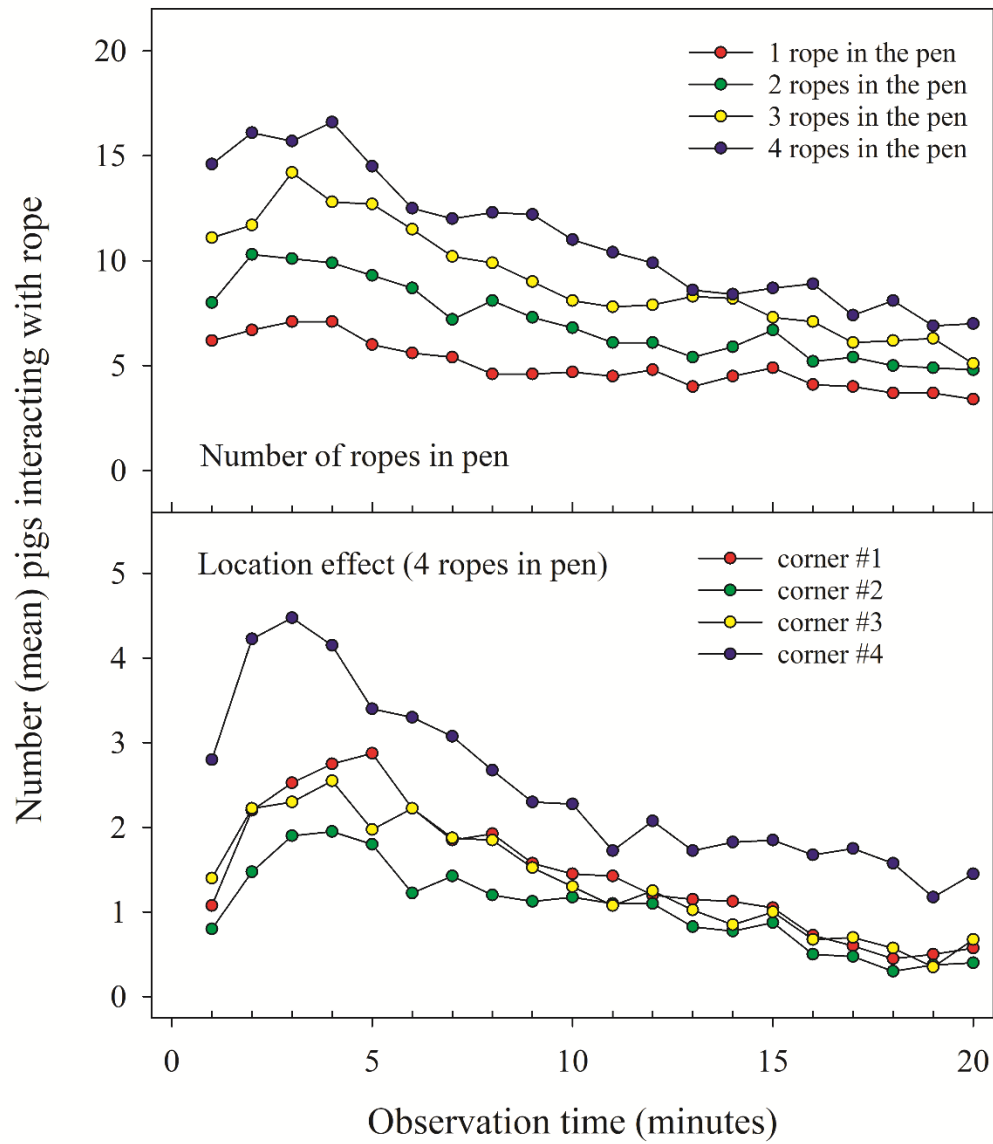 Number (mean) pigs interacting with rope
20
15
10
5
0
1 rope in the pen
2 ropes in the pen
3 ropes in the pen
4 ropes in the pen
Number of ropes in pen
Location effect (4 ropes in pen)
corner #1
corner #2
corner #3
corner #4
5
4
3
2
1
0
0 5 10 15 20
Observation time (minutes)